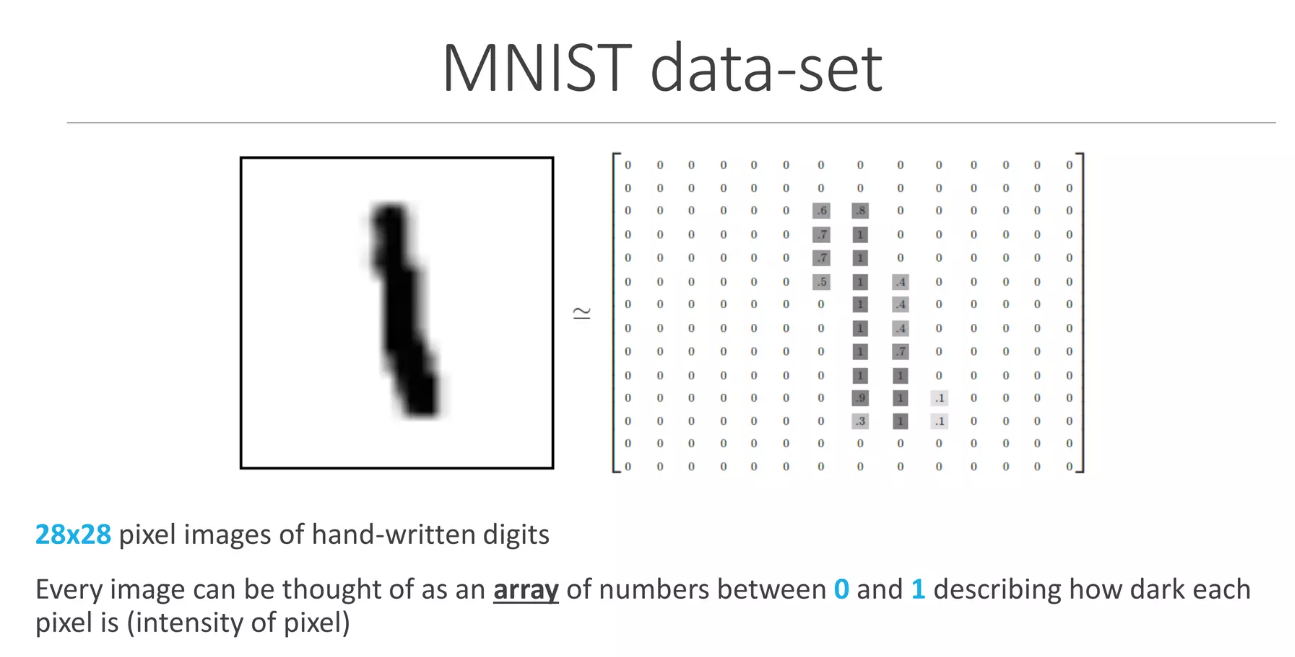 MNIST data-set
0 0 0 0 0 0 0 0 0 0 0 0 0 0
0 0 0 0 0 0 0 0 0 0 0 0 0 0
0 0 0 0 0 0 .6 .8 0 0 0 0 0 0
0 0 0 0 0 0 .7 1 0 0 0 0 0 0
0 0 0 0 0 0 .7 1 0 0 0 0 0 0
0 0 0 0 0 0 .5 1 .4 0 0 0 0 0
≃ 0 0 0 0 0 0 0 1 .4 0 0 0 0 0
0 0 0 0 0 0 0 1 .4 0 0 0 0 0
0 0 0 0 0 0 0 1 .7 0 0 0 0 0
0 0 0 0 0 0 0 1 1 0 0 0 0 0
0 0 0 0 0 0 0 .9 1 .1 0 0 0 0
0 0 0 0 0 0 0 .3 1 .1 0 0 0 0
0 0 0 0 0 0 0 0 0 0 0 0 0 0
0 0 0 0 0 0 0 0 0 0 0 0 0 0
28x28 pixel images of hand-written digits
Every image can be thought of as an array of numbers between 0 and 1 describing how dark each
pixel is (intensity of pixel)